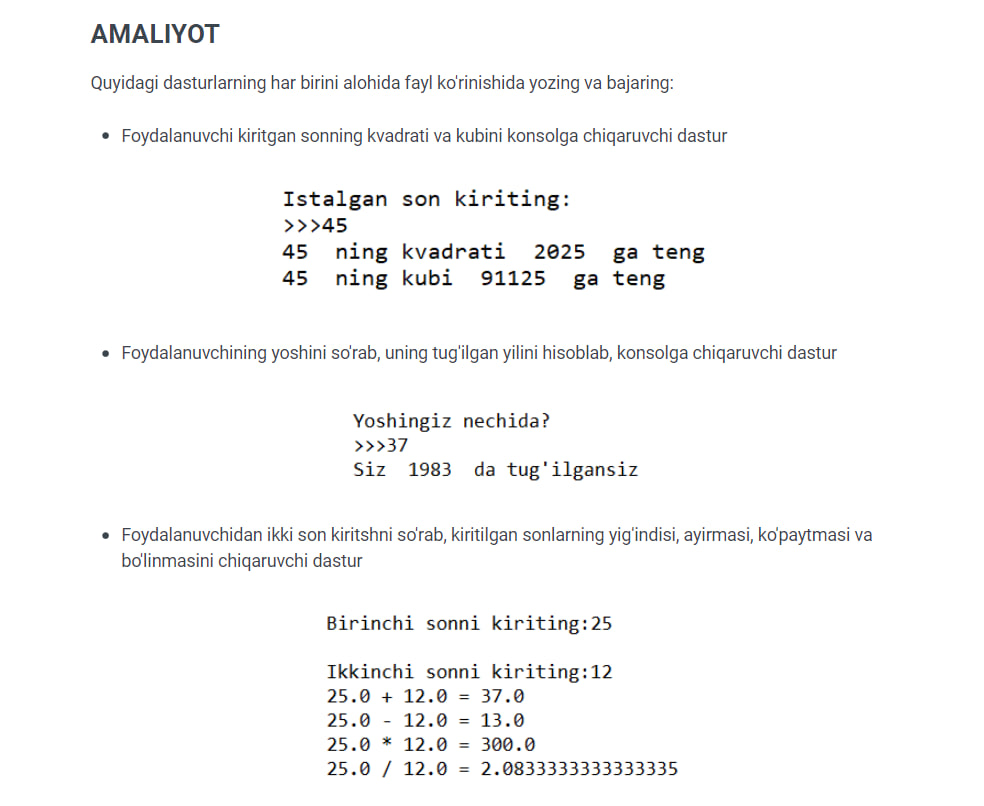 AMALIYOT
Quyidagi dasturlarning har birini alohida fayl ko'rinishida yozing va bajaring:
• Foydalanuvchi kiritgan sonning kvadrati va kubini konsolga chiqaruvchi dastur
Istalgan son kiriting:
>>>45
45  ning kvadrati  2025  ga teng
45  ning kubi  91125  ga teng
• Foydalanuvchining yoshini so'rab, uning tug'ilgan yilini hisoblab, konsolga chiqaruvchi dastur
Yoshingiz nechida?
>>>37
Siz  1983  da tug'ilgansiz
• Foydalanuvchidan ikki son kiritshni so'rab, kiritilgan sonlarning yig'indisi, ayirmasi, ko'paytmasi va
bo'linmasini chiqaruvchi dastur
Birinchi sonni kiriting:25
Ikkinchi sonni kiriting:12
25.0 + 12.0 = 37.0
25.0 - 12.0 = 13.0
25.0 * 12.0 = 300.0
25.0 / 12.0 = 2.0833333333333335